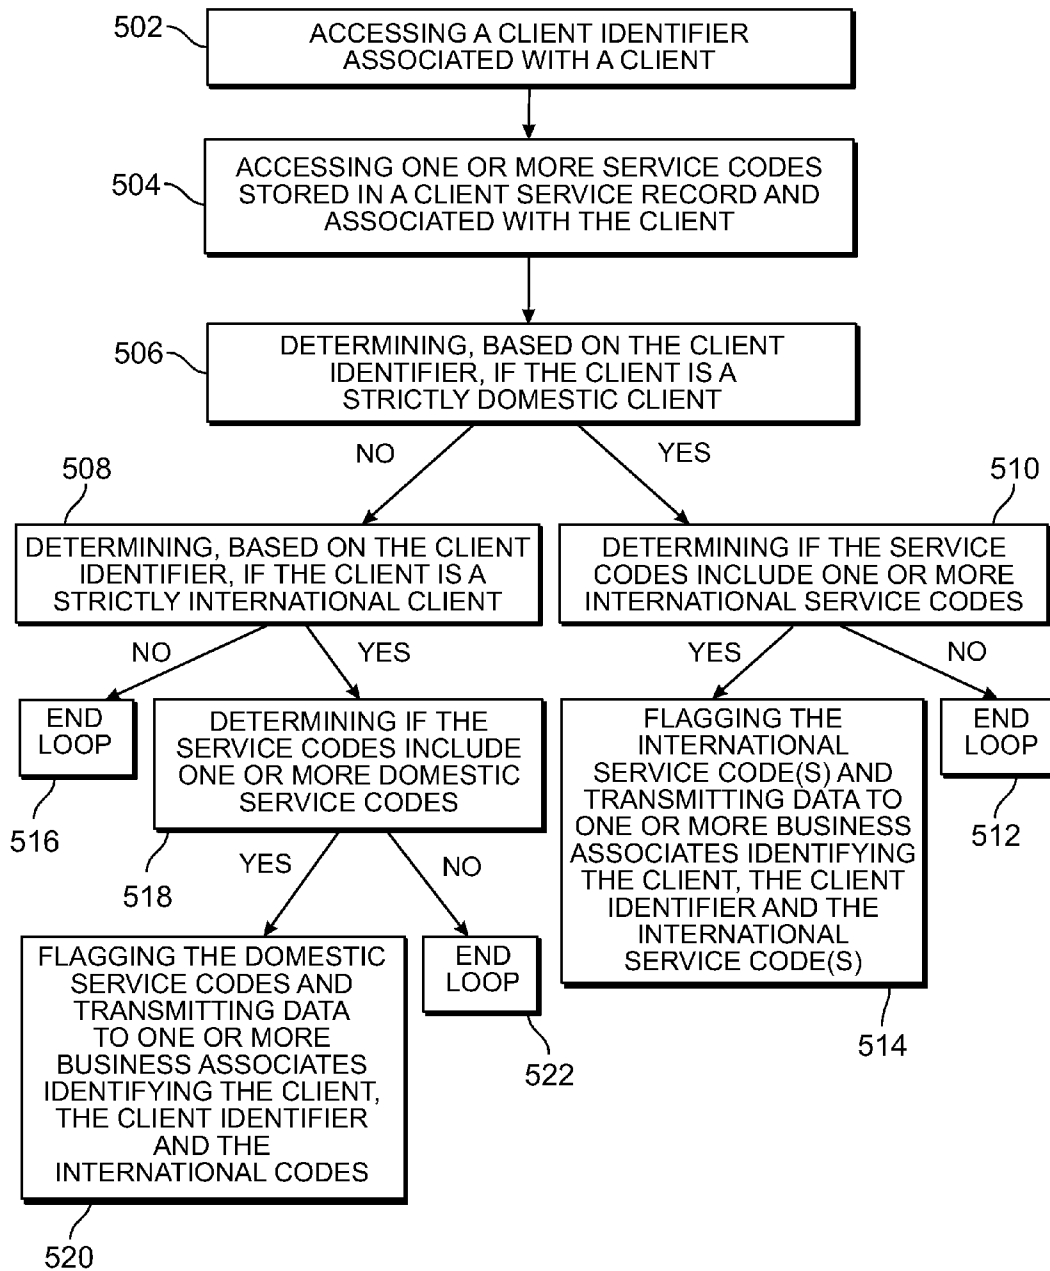 502
ACCESSING A CLIENT IDENTIFIER
ASSOCIATED WITH A CLIENT
504
ACCESSING ONE OR MORE SERVICE CODES
STORED IN A CLIENT SERVICE RECORD AND
ASSOCIATED WITH THE CLIENT
506
DETERMINING, BASED ON THE CLIENT
IDENTIFIER, IF THE CLIENT IS A
STRICTLY DOMESTIC CLIENT
NO
YES
508
DETERMINING, BASED ON THE CLIENT
IDENTIFIER, IF THE CLIENT IS A
STRICTLY INTERNATIONAL CLIENT
510
DETERMINING IF THE SERVICE
CODES INCLUDE ONE OR MORE
INTERNATIONAL SERVICE CODES
NO
YES
YES
NO
END
LOOP
516
DETERMINING IF THE
SERVICE CODES INCLUDE
ONE OR MORE DOMESTIC
SERVICE CODES
518
FLAGGING THE
INTERNATIONAL
SERVICE CODE(S) AND
TRANSMITTING DATA TO
ONE OR MORE BUSINESS
ASSOCIATES IDENTIFYING
THE CLIENT, THE CLIENT
IDENTIFIER AND THE
INTERNATIONAL
SERVICE CODE(S)
514
END
LOOP
512
YES
NO
FLAGGING THE DOMESTIC
SERVICE CODES AND
TRANSMITTING DATA
TO ONE OR MORE
BUSINESS ASSOCIATES
IDENTIFYING THE CLIENT,
THE CLIENT IDENTIFIER
AND THE
INTERNATIONAL CODES
520
END
LOOP
522